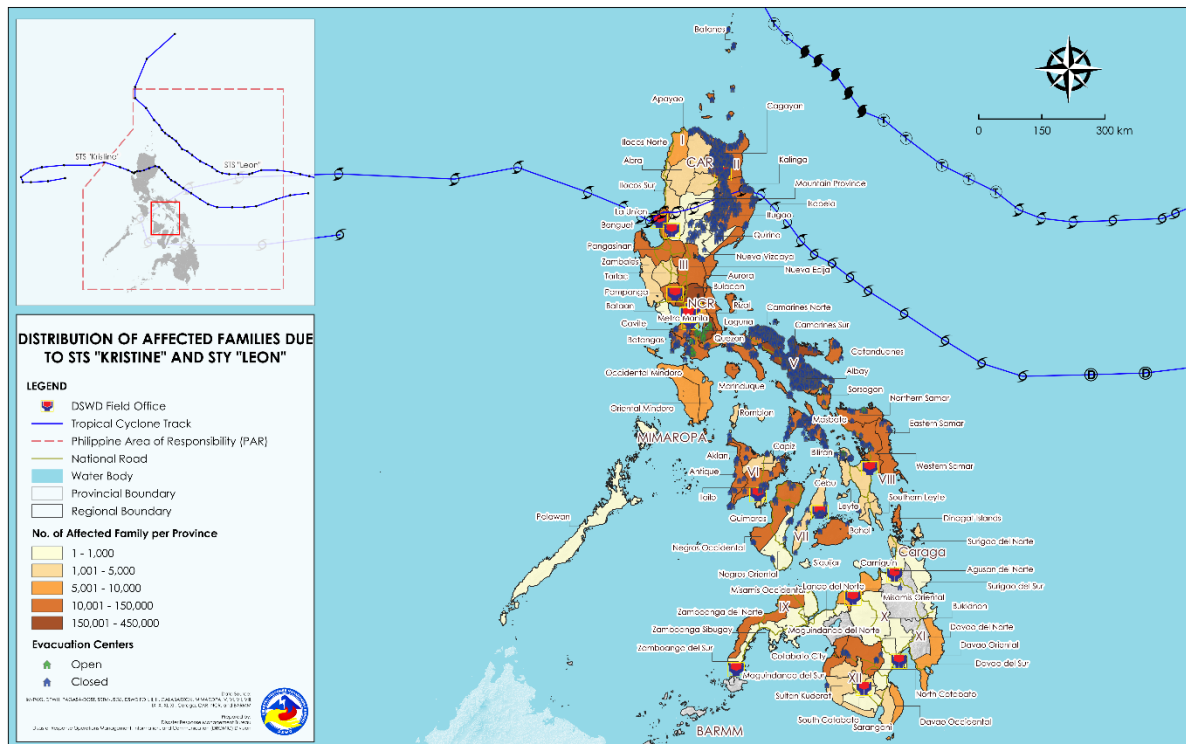 STS "Kristine"
STS "Leon"
DISTRIBUTION OF AFFECTED FAMILIES DUE
TO STS "KRISTINE" AND STY "LEON"
LEGEND
DSWD Field Office
Tropical Cyclone Track
Philippine Area of Responsibility (PAR)
National Road
Water Body
Provincial Boundary
Regional Boundary
No. of Affected Family per Province
1 - 1,000
1,001 - 5,000
5,001 - 10,000
10,001 - 150,000
150,001 - 450,000
Evacuation Centers
Open
Closed
Data Source:
Prepared by:
Disaster Response Management Bureau
0 150 300 km
Batanes
Apayao
Cagayan
Ilocos Norte
I
Abra
CAR
II
Kalinga
Ilocos Sur
Mountain Province
Isabela
La Union
Benguet
Ifugao
Quirino
Pangasinan
Nueva Vizcaya
Zambales
III
Nueva Ecija
Tarlac
Aurora
Pampanga
Bulacan
Bataan
NCR
Rizal
Metro Manila
Camarines Norte
Cavite
Laguna
Camarines Sur
Batangas
Quezon
Catanduanes
V
Occidental Mindoro
Marinduque
Albay
Sorsogon
Oriental Mindoro
Romblon
Masbate
Northern Samar
MIMAROPA
Eastern Samar
Aklan
Capiz
Biliran
Antique
VI
Western Samar
Iloilo
Cebu
VIII
Palawan
Guimaras
Leyte
Southern Leyte
VII
Bohol
Dinagat Islands
Negros Occidental
Surigao del Norte
Siquijor
Camiguin
Caraga
Negros Oriental
Agusan del Norte
Misamis Occidental
Lanao del Norte
Surigao del Sur
Zamboanga del Norte
IX
Misamis Oriental
Bukidnon
X
Zamboanga Sibugay
Maguindanao del Norte
XI
Davao del Norte
Davao Oriental
Zamboanga del Sur
Cotabato City
Davao del Sur
Maguindanao del Sur
XII
Sultan Kudarat
North Cotabato
South Cotabato
Davao Occidental
Sarangani
BARMM